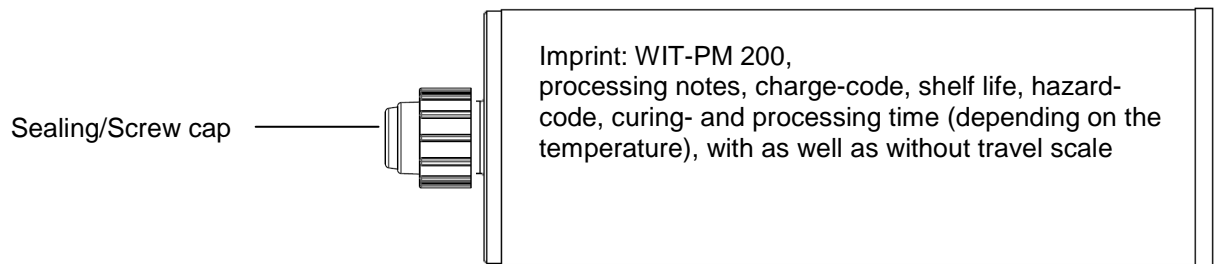 Imprint: WIT-PM 200,
processing notes, charge-code, shelf life, hazard-
code, curing- and processing time (depending on the
temperature), with as well as without travel scale
Sealing/Screw cap